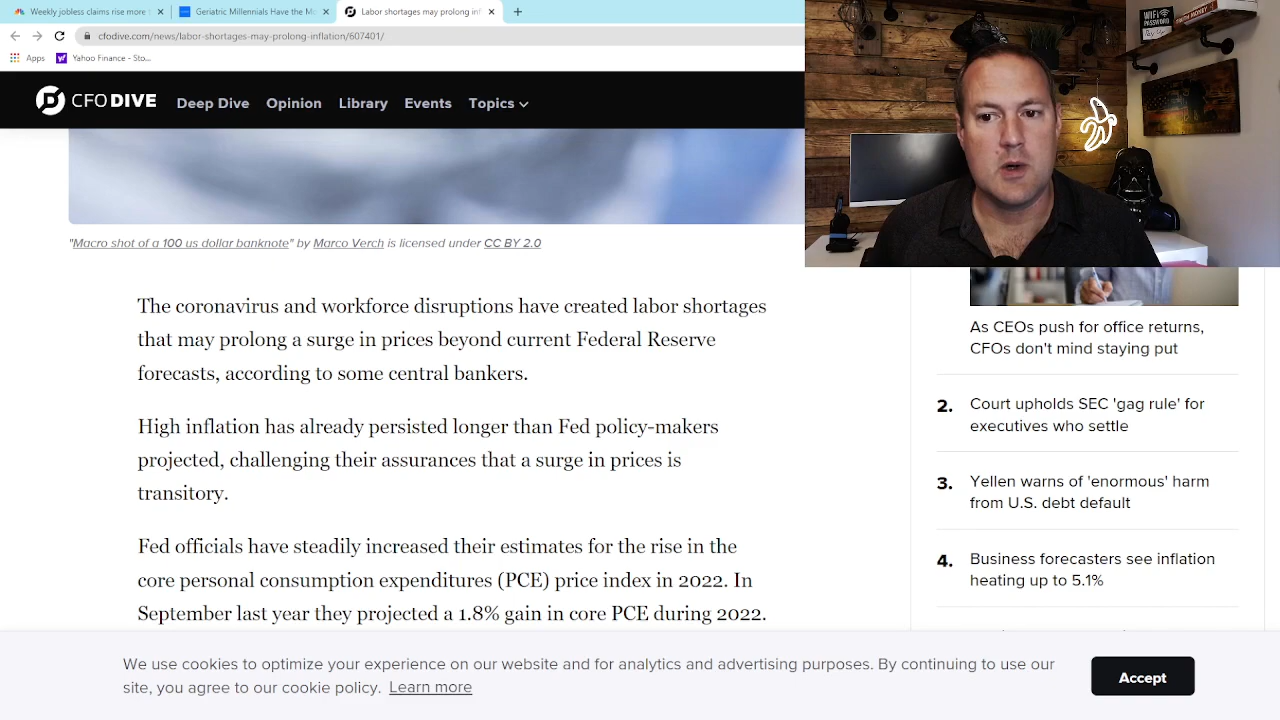 Weekly jobless claims rise more
Geriatric Millennials Have the Mo
Labor shortages may prolong inf
cfodive.com/news/labor-shortages-may-prolong-inflation/607401/
Apps
Yahoo Finance - Sto...
CFO DIVE
Deep Dive
Opinion
Library
Events
Topics
WIFI
PASSWORD
"Macro shot of a 100 us dollar banknote" by Marco Verch is licensed under CC BY 2.0
The coronavirus and workforce disruptions have created labor shortages
that may prolong a surge in prices beyond current Federal Reserve
forecasts, according to some central bankers.
High inflation has already persisted longer than Fed policy-makers
projected, challenging their assurances that a surge in prices is
transitory.
Fed officials have steadily increased their estimates for the rise in the
core personal consumption expenditures (PCE) price index in 2022. In
September last year they projected a 1.8% gain in core PCE during 2022.
As CEOs push for office returns,
CFOs don't mind staying put
2. Court upholds SEC 'gag rule' for
executives who settle
3. Yellen warns of 'enormous' harm
from U.S. debt default
4. Business forecasters see inflation
heating up to 5.1%
We use cookies to optimize your experience on our website and for analytics and advertising purposes. By continuing to use our
site, you agree to our cookie policy. Learn more
Accept